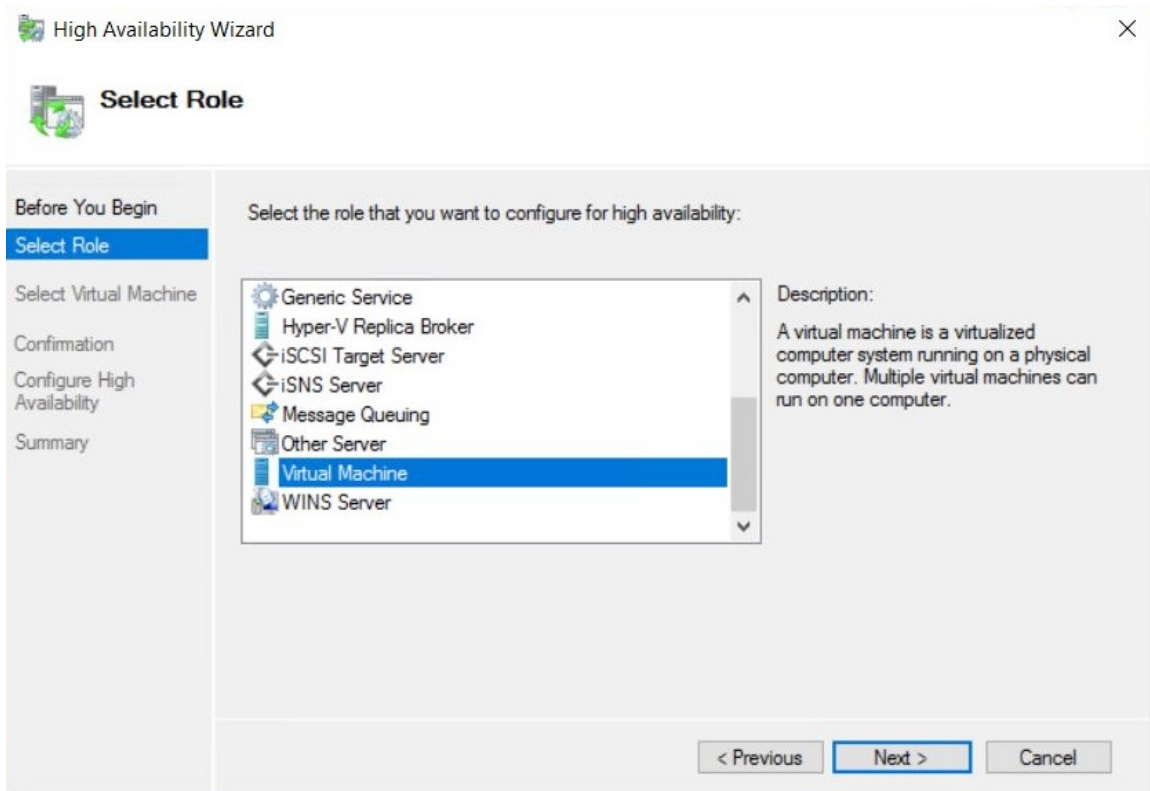 High Availability Wizard
Select Role
Before You Begin
Select Role
Select Virtual Machine
Confirmation
Configure High
Availability
Summary
Select the role that you want to configure for high availability:
Generic Service
Hyper-V Replica Broker
iSCSI Target Server
iSNS Server
Message Queuing
Other Server
Virtual Machine
WINS Server
Description:
A virtual machine is a virtualized
computer system running on a physical
computer. Multiple virtual machines can
run on one computer.
< Previous
Next >
Cancel